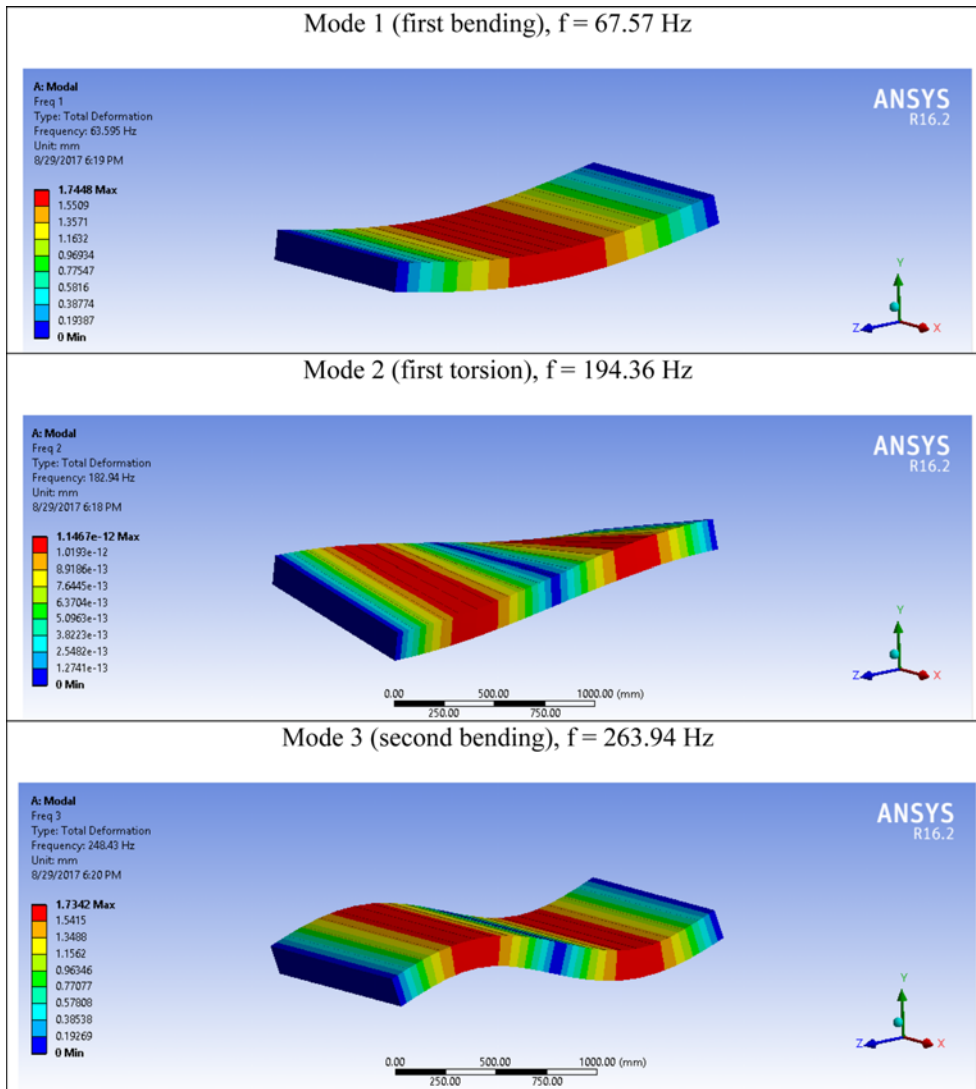 Mode 1 (first bending), f = 67.57 Hz
A: Modal
Freq 1
Type: Total Deformation
Frequency: 63.595 Hz
Unit: mm
8/29/2017 6:19 PM
1.7448 Max
1.5509
1.3571
1.1632
0.96934
0.77547
0.5816
0.38774
0.19387
0 Min
ANSYS
R16.2
Y
Z
X
Mode 2 (first torsion), f = 194.36 Hz
A: Modal
Freq 2
Type: Total Deformation
Frequency: 182.94 Hz
Unit: mm
8/29/2017 6:18 PM
1.1467e-12 Max
1.0193e-12
8.9186e-13
7.6445e-13
6.3704e-13
5.0963e-13
3.8223e-13
2.5482e-13
1.2741e-13
0 Min
ANSYS
R16.2
0.00 500.00 1000.00 (mm)
250.00 750.00
Y
Z
X
Mode 3 (second bending), f = 263.94 Hz
A: Modal
Freq 3
Type: Total Deformation
Frequency: 248.43 Hz
Unit: mm
8/29/2017 6:20 PM
1.7342 Max
1.5415
1.3488
1.1562
0.96346
0.77077
0.57808
0.38538
0.19269
0 Min
ANSYS
R16.2
0.00 500.00 1000.00 (mm)
250.00 750.00
Y
Z
X